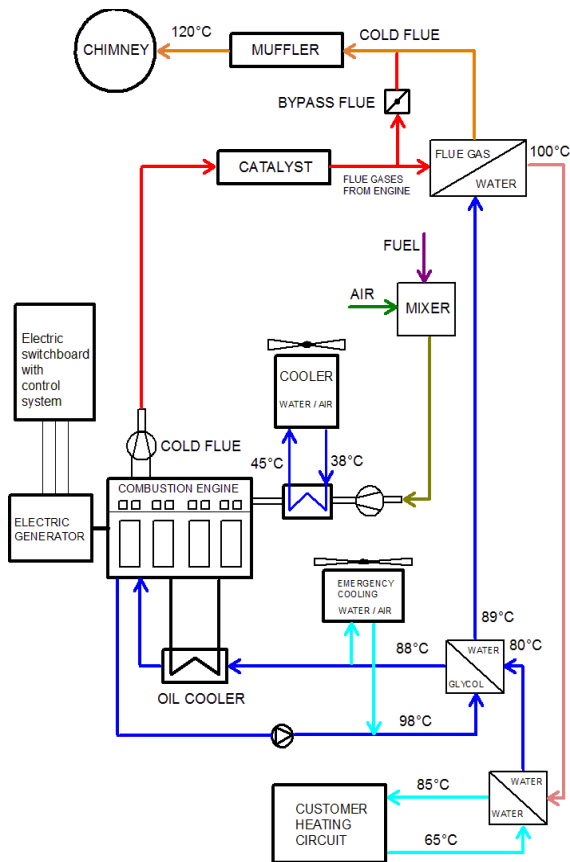 120°C
COLD FLUE
CHIMNEY
MUFFLER
BYPASS FLUE
CATALYST
FLUE GASES
FROM ENGINE
FLUE GAS
WATER
100°C
FUEL
AIR
MIXER
Electric
switchboard
with
control
system
COOLER
WATER / AIR
COLD FLUE
45°C
38°C
COMBUSTION ENGINE
ELECTRIC
GENERATOR
EMERGENCY
COOLING
WATER / AIR
89°C
88°C
80°C
WATER
GLYCOL
OIL COOLER
98°C
85°C
WATER
WATER
CUSTOMER
HEATING
CIRCUIT
65°C